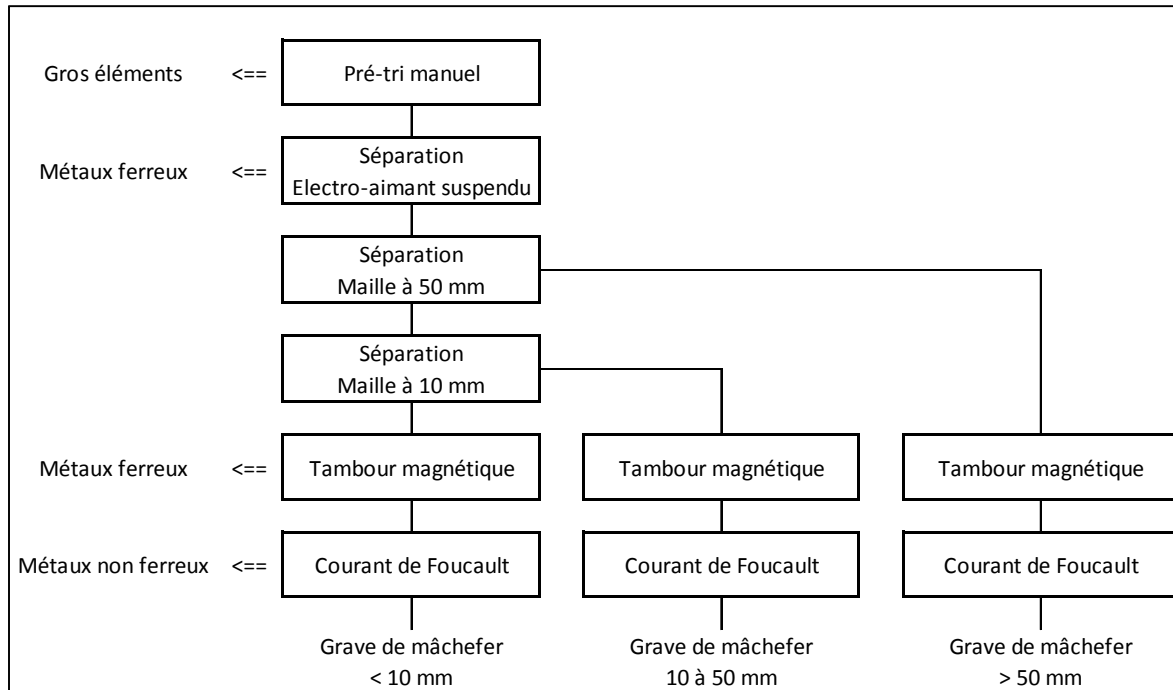 Gros éléments <== Pré-tri manuel
Métaux ferreux <== Séparation
Electro-aimant suspendu
Séparation
Maille à 50 mm
Séparation
Maille à 10 mm
Métaux ferreux <== Tambour magnétique Tambour magnétique Tambour magnétique
Métaux non ferreux <== Courant de Foucault Courant de Foucault Courant de Foucault
Grave de mâchefer Grave de mâchefer Grave de mâchefer
< 10 mm 10 à 50 mm > 50 mm